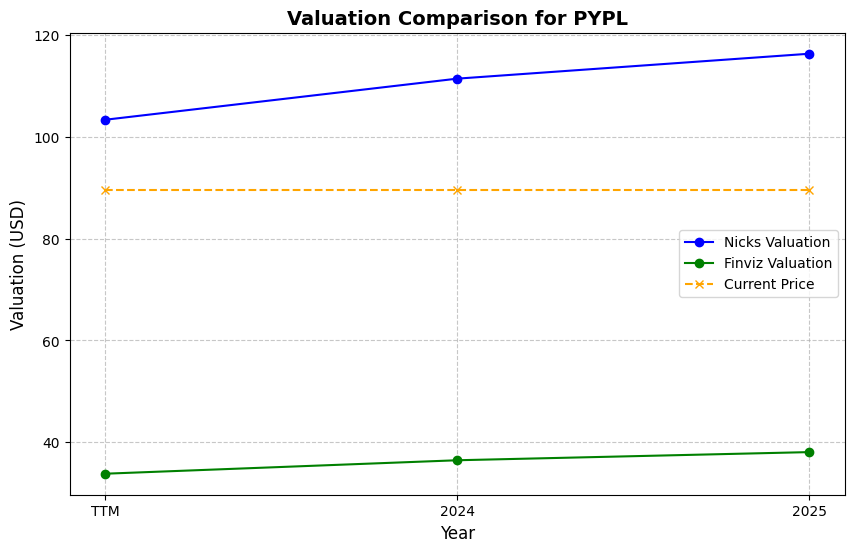 Valuation Comparison for PYPL
120
100
80
60
40
Valuation (USD)
Nicks Valuation
Finviz Valuation
Current Price
TTM
2024
2025
Year